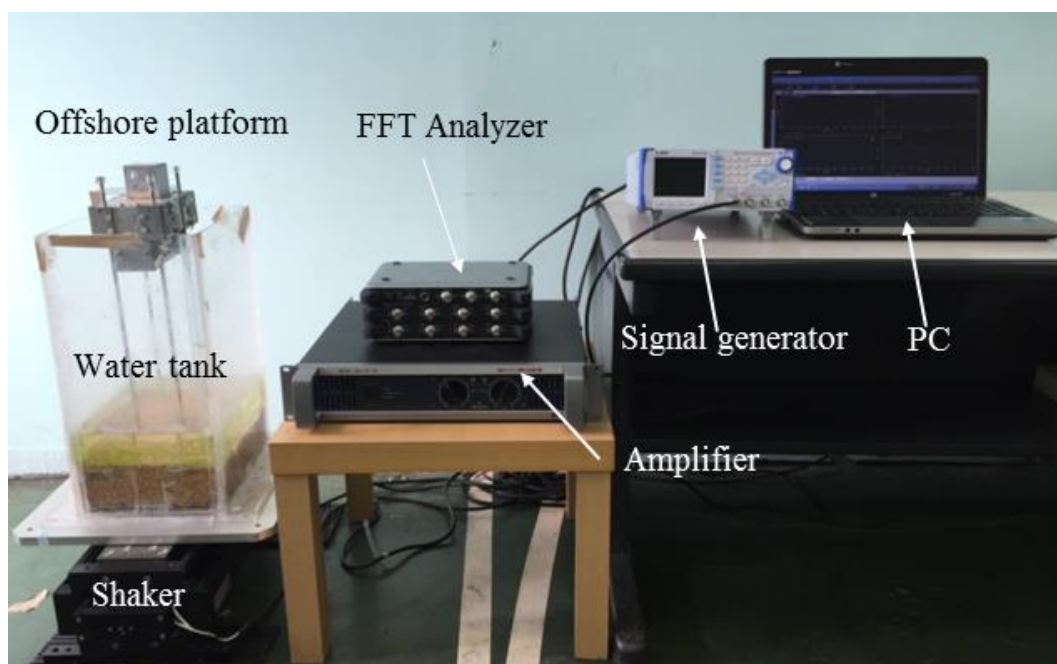 Offshore platform
FFT Analyzer
Signal generator
PC
Water tank
Amplifier
Shaker